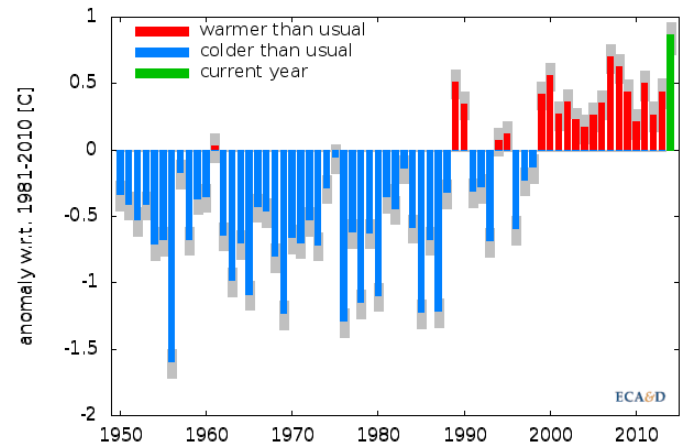 1
0.5
0
-0.5
-1
-1.5
-2
anomaly w.r.t. 1981-2010 [C]
warmer than usual
colder than usual
current year
ECA&D
1950 1960 1970 1980 1990 2000 2010